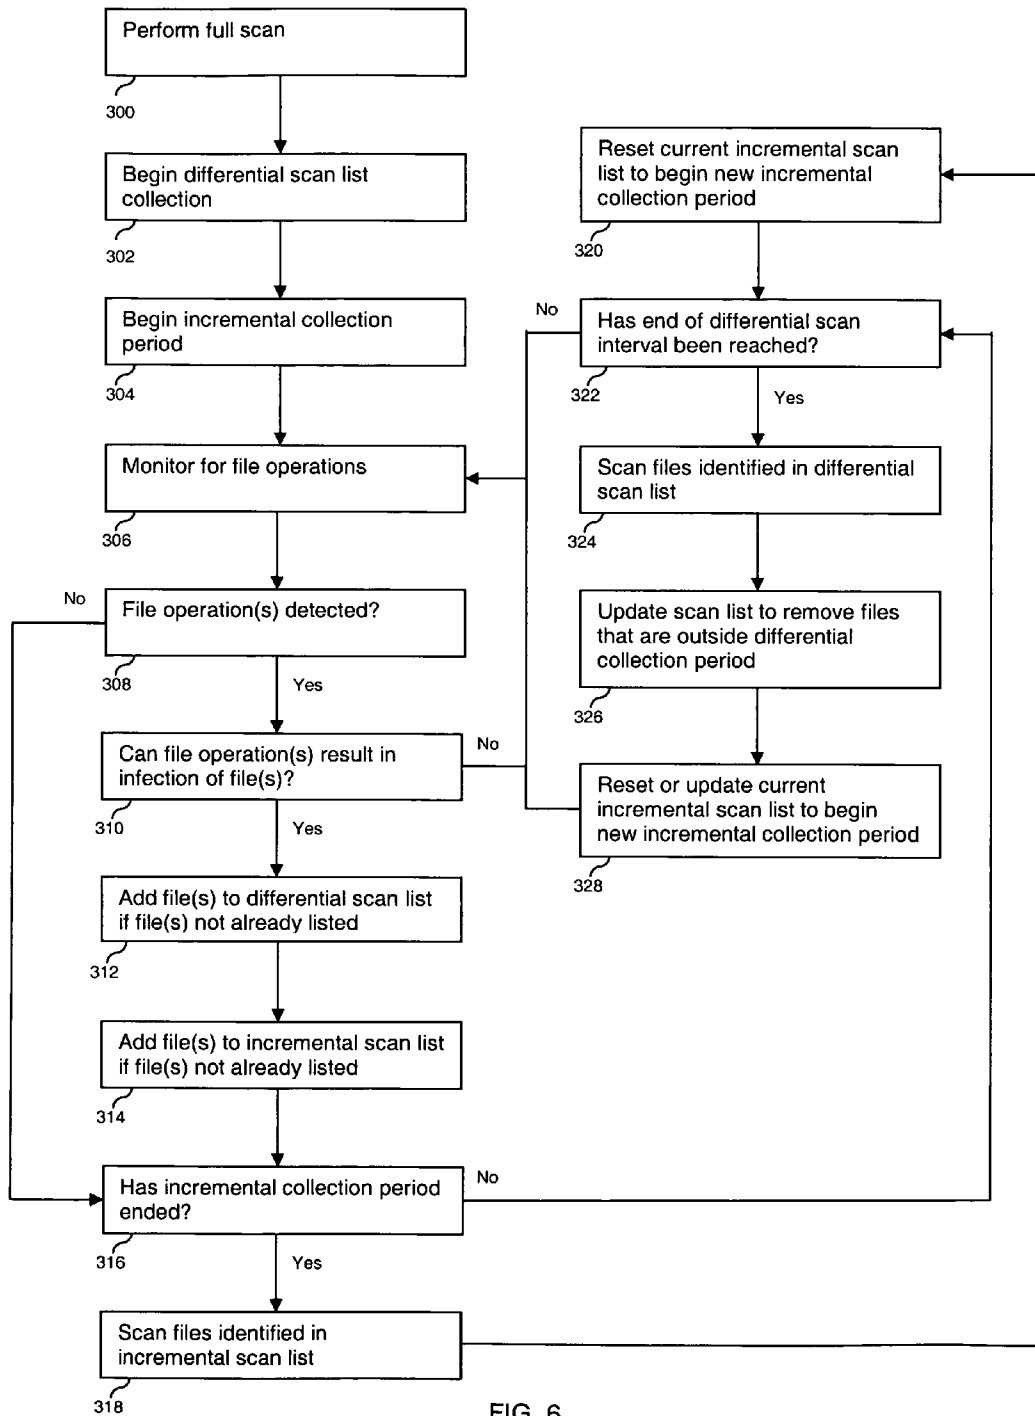 Perform full scan
300
Begin differential scan list
collection
302
Begin incremental collection
period
304
Monitor for file operations
306
No
File operation(s) detected?
308
Yes
Can file operation(s) result in
infection of file(s)?
No
310
Yes
Add file(s) to differential scan list
if file(s) not already listed
312
Add file(s) to incremental scan list
if file(s) not already listed
314
Has incremental collection period
ended?
No
316
Yes
Scan files identified in
incremental scan list
318
Reset current incremental scan
list to begin new incremental
collection period
320
No
Has end of differential scan
interval been reached?
322
Yes
Scan files identified in differential
scan list
324
Update scan list to remove files
that are outside differential
collection period
326
Reset or update current
incremental scan list to begin
new incremental collection period
328
FIG. 6